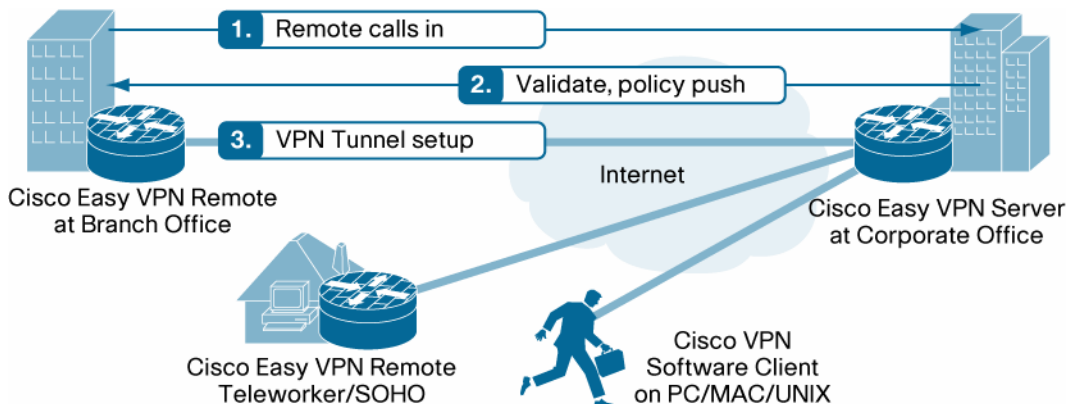 1. Remote calls in
2. Validate, policy push
3. VPN Tunnel setup
Internet
Cisco Easy VPN Remote
at Branch Office
Cisco Easy VPN Server
at Corporate Office
Cisco Easy VPN Remote
Teleworker/SOHO
Cisco VPN
Software Client
on PC/MAC/UNIX